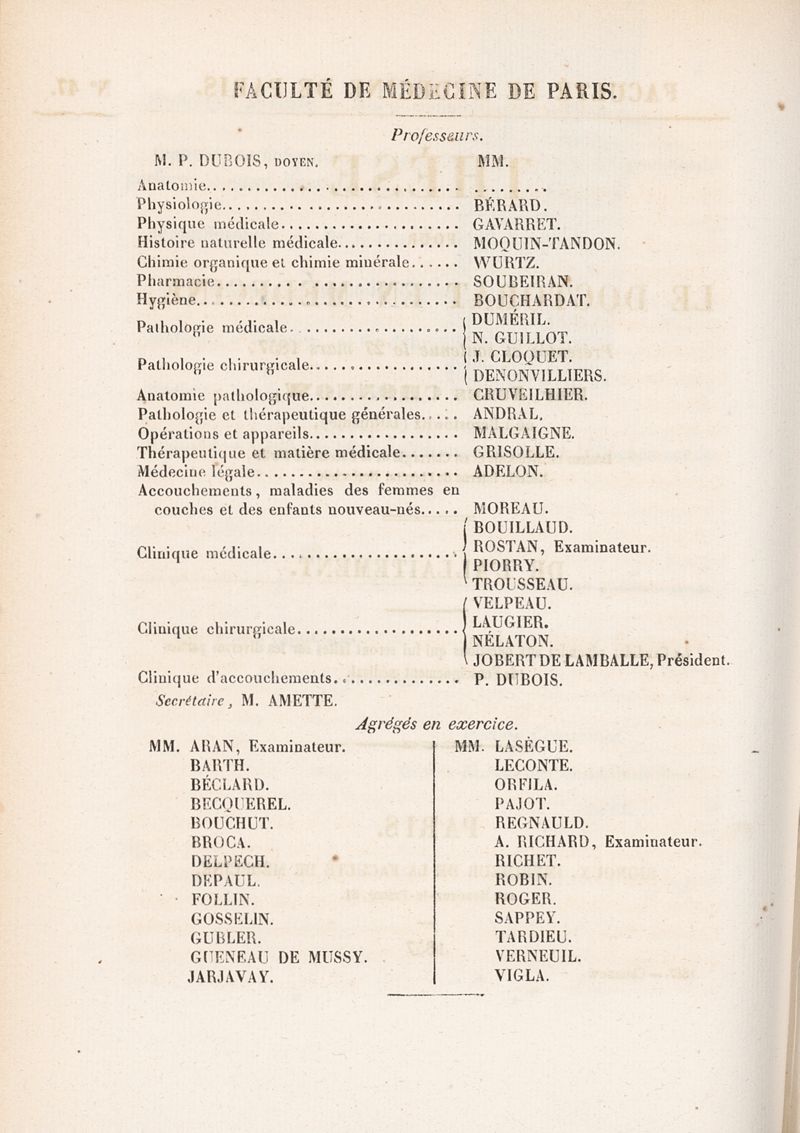 FACULTÉ DE MÉDECINE DE PARIS.
Professeurs.
M. P. DUBOIS, DOYEN. MM.
Anatomie.................................... .........
Physiologie................................. BÉRARD.
Physique médicale..................... GAVARRET.
Histoire naturelle médicale.............. MOQUIN-TANDON.
Chimie organique et chimie minérale...... WURTZ.
Pharmacie............................ SOUBEIRAN.
Hygiène............................... BOUCHARDAT.
Pathologie médicale.................... DUMÉRIL.
N. GUILLOT.
Pathologie chirurgicale.................. J. CLOQUET.
DENONVILLIERS.
Anatomie pathologique................. CRUVEILHIER.
Pathologie et thérapeutique générales..... ANDRAL.
Opérations et appareils.................. MALGAIGNE.
Thérapeutique et matière médicale....... GRISOLLE.
Médecine légale........................ ADELON.
Accouchements, maladies des femmes en
couches et des enfants nouveau-nés..... MOREAU.
BOUILLAUD.
Clinique médicale...................... ROSTAN, Examinateur.
PIORRY.
TROUSSEAU.
VELPEAU.
Clinique chirurgicale................... LAUGIER.
NÉLATON.
JOBERT DE LAMBALLE, Président.
Clinique d'accouchements............... P. DUBOIS.
Secrétaire, M. AMETTE.
Agrégés en exercice.
MM. ARAN, Examinateur.
BARTH.
BÉCLARD.
BECQUEREL.
BOUCHUT.
BROCA.
DELPECH.
DEPAUL.
FOLLIN.
GOSSELIN.
GUBLER.
GUENEAU DE MUSSY.
JARJAVAY.
MM. LASÈGUE.
LECONTE.
ORFILA.
PAJOT.
REGNAULD.
A. RICHARD, Examinateur.
RICHET.
ROBIN.
ROGER.
SAPPEY.
TARDIEU.
VERNEUIL.
VIGLA.